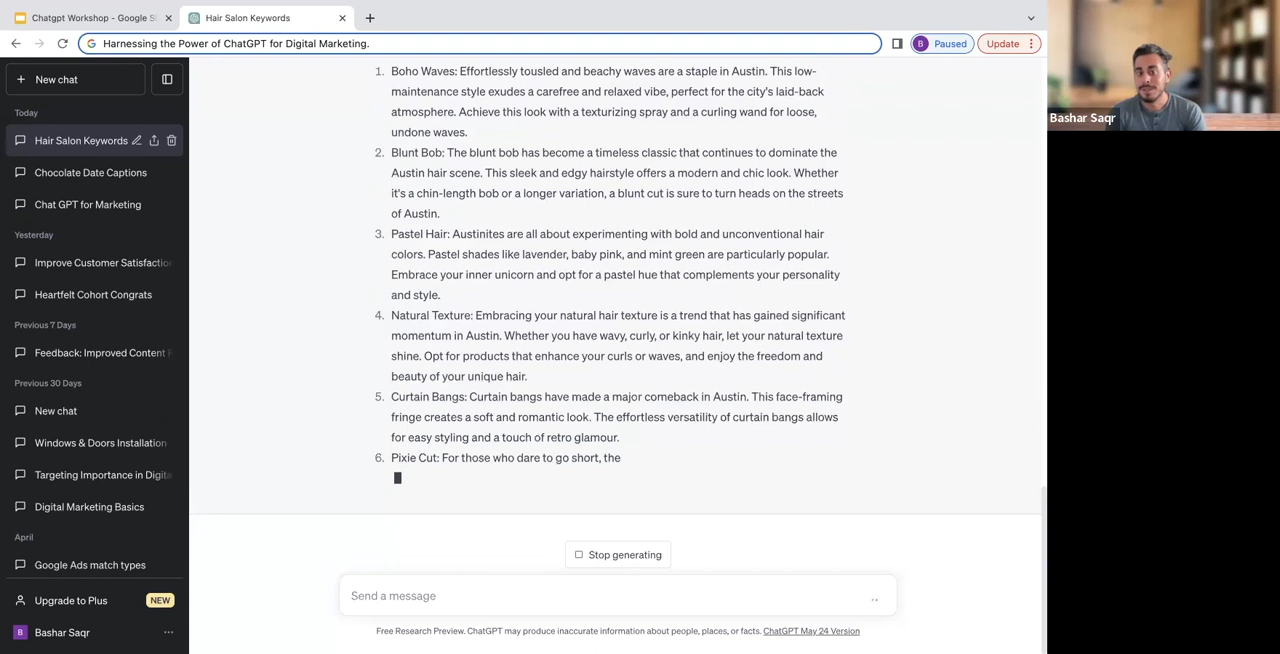 Chatgpt Workshop - Google Sl
Hair Salon Keywords
Harnessing the Power of ChatGPT for Digital Marketing.
B
Paused
Update
New chat
Today
Hair Salon Keywords
Chocolate Date Captions
Chat GPT for Marketing
Yesterday
Improve Customer Satisfaction
Heartfelt Cohort Congrats
Previous 7 Days
Feedback: Improved Content
Previous 30 Days
New chat
Windows & Doors Installation
Targeting Importance in Digita
Digital Marketing Basics
April
Google Ads match types
Upgrade to Plus
NEW
B
Bashar Saqr
1. Boho Waves: Effortlessly tousled and beachy waves are a staple in Austin. This low-
maintenance style exudes a carefree and relaxed vibe, perfect for the city's laid-back
atmosphere. Achieve this look with a texturizing spray and a curling wand for loose,
undone waves.
2. Blunt Bob: The blunt bob has become a timeless classic that continues to dominate the
Austin hair scene. This sleek and edgy hairstyle offers a modern and chic look. Whether
it's a chin-length bob or a longer variation, a blunt cut is sure to turn heads on the streets
of Austin.
3. Pastel Hair: Austinites are all about experimenting with bold and unconventional hair
colors. Pastel shades like lavender, baby pink, and mint green are particularly popular.
Embrace your inner unicorn and opt for a pastel hue that complements your personality
and style.
4. Natural Texture: Embracing your natural hair texture is a trend that has gained significant
momentum in Austin. Whether you have wavy, curly, or kinky hair, let your natural texture
shine. Opt for products that enhance your curls or waves, and enjoy the freedom and
beauty of your unique hair.
5. Curtain Bangs: Curtain bangs have made a major comeback in Austin. This face-framing
fringe creates a soft and romantic look. The effortless versatility of curtain bangs allows
for easy styling and a touch of retro glamour.
6. Pixie Cut: For those who dare to go short, the
Stop generating
Send a message
Free Research Preview. ChatGPT may produce inaccurate information about people, places, or facts. ChatGPT May 24 Version
Bashar Saqr